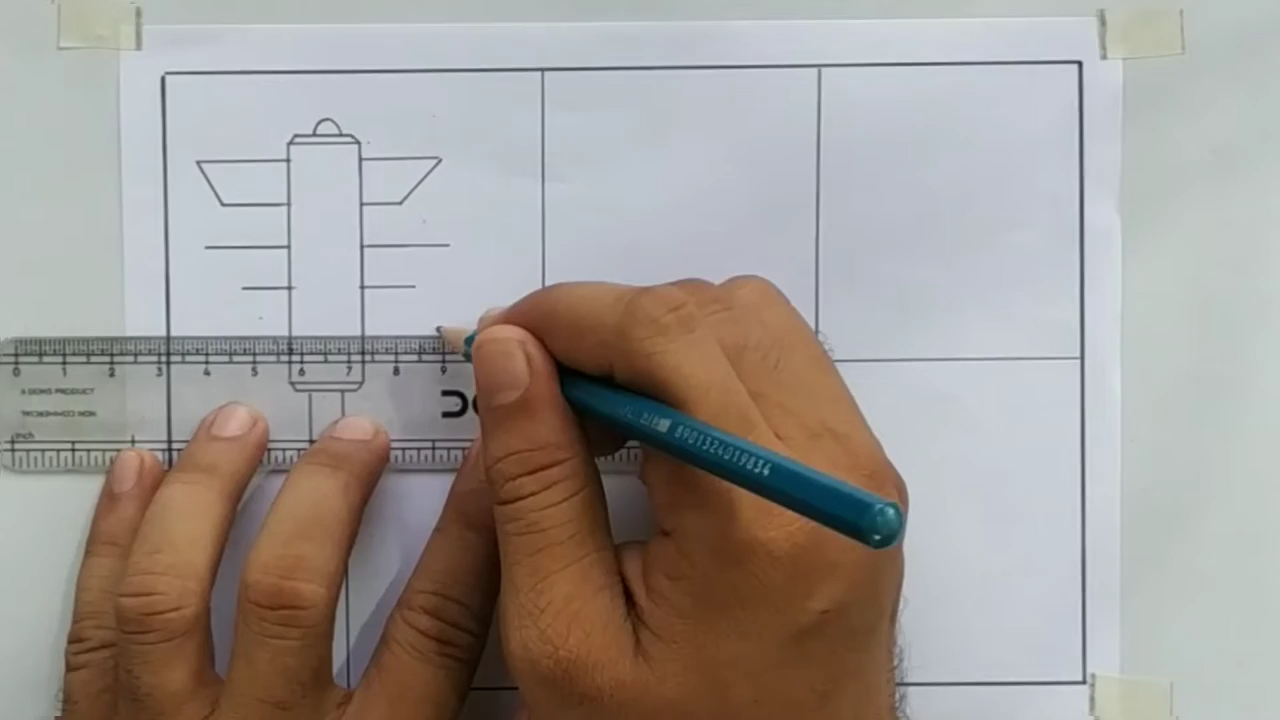 0 1 2 3 4 5 6 7 8 9
A DOMS PRODUCT
NON COMMERCIAL
Inch
8901324019834